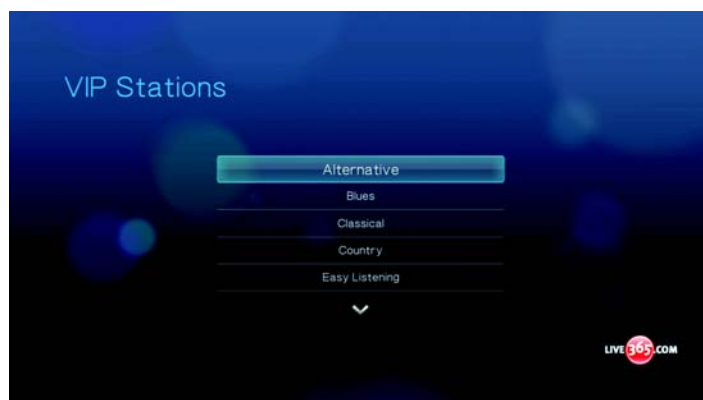 VIP Stations
Alternative
Blues
Classical
Country
Easy Listening
LIVE365.COM